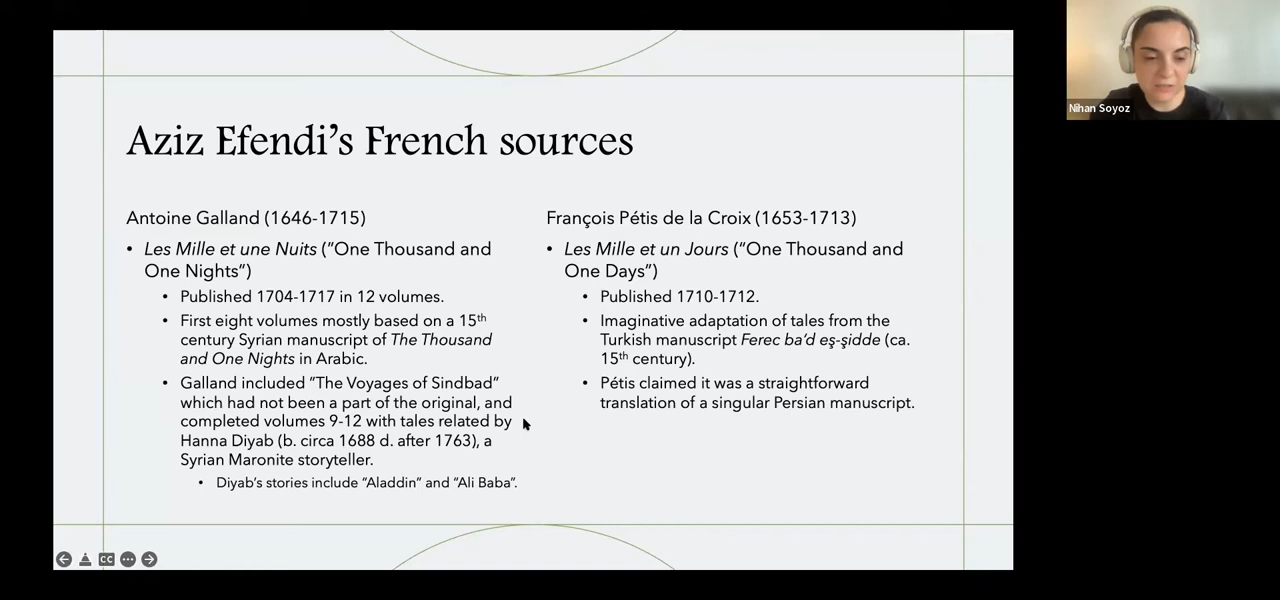 Nihan Soyoz
Aziz Efendi’s French sources
Antoine Galland (1646-1715)
• Les Mille et une Nuits (“One Thousand and
One Nights”)
• Published 1704-1717 in 12 volumes.
• First eight volumes mostly based on a 15th
century Syrian manuscript of The Thousand
and One Nights in Arabic.
• Galland included “The Voyages of Sindbad”
which had not been a part of the original, and
completed volumes 9-12 with tales related by
Hanna Diyab (b. circa 1688 d. after 1763), a
Syrian Maronite storyteller.
• Diyab’s stories include “Aladdin” and “Ali Baba”.
François Pétis de la Croix (1653-1713)
• Les Mille et un Jours (“One Thousand and
One Days”)
• Published 1710-1712.
• Imaginative adaptation of tales from the
Turkish manuscript Ferec ba’d eş-şidde (ca.
15th century).
• Pétis claimed it was a straightforward
translation of a singular Persian manuscript.
CC